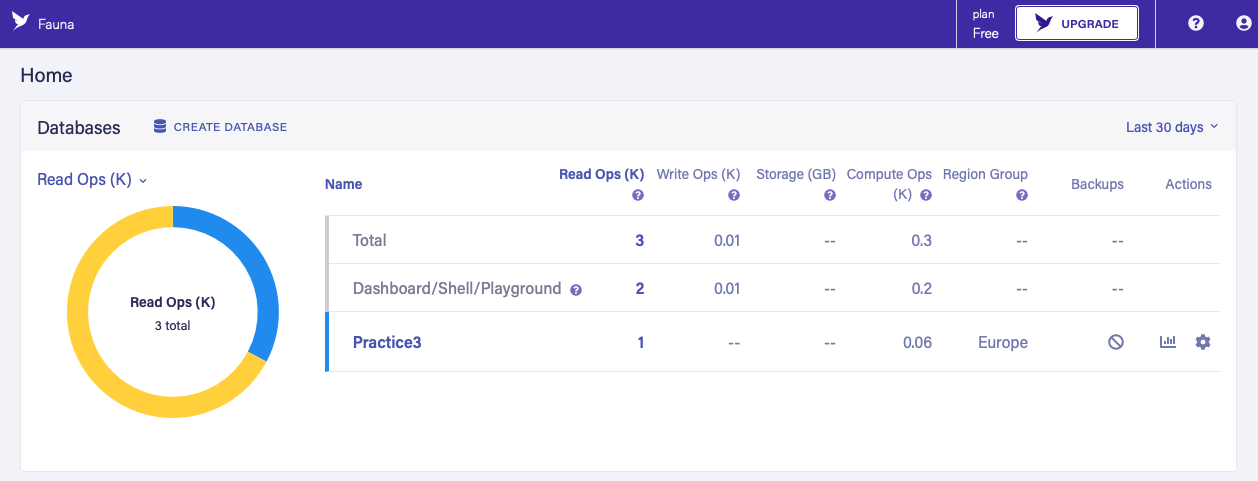 Fauna
plan
Free
UPGRADE
Home
Databases
CREATE DATABASE
Last 30 days
Read Ops (K)
Read Ops (K)
3 total
Name Read Ops (K) Write Ops (K) Storage (GB) Compute Ops (K) Region Group Backups Actions
Total 3 0.01 -- 0.3 -- --
Dashboard/Shell/Playground 2 0.01 -- 0.2 -- --
Practice3 1 -- -- 0.06 Europe